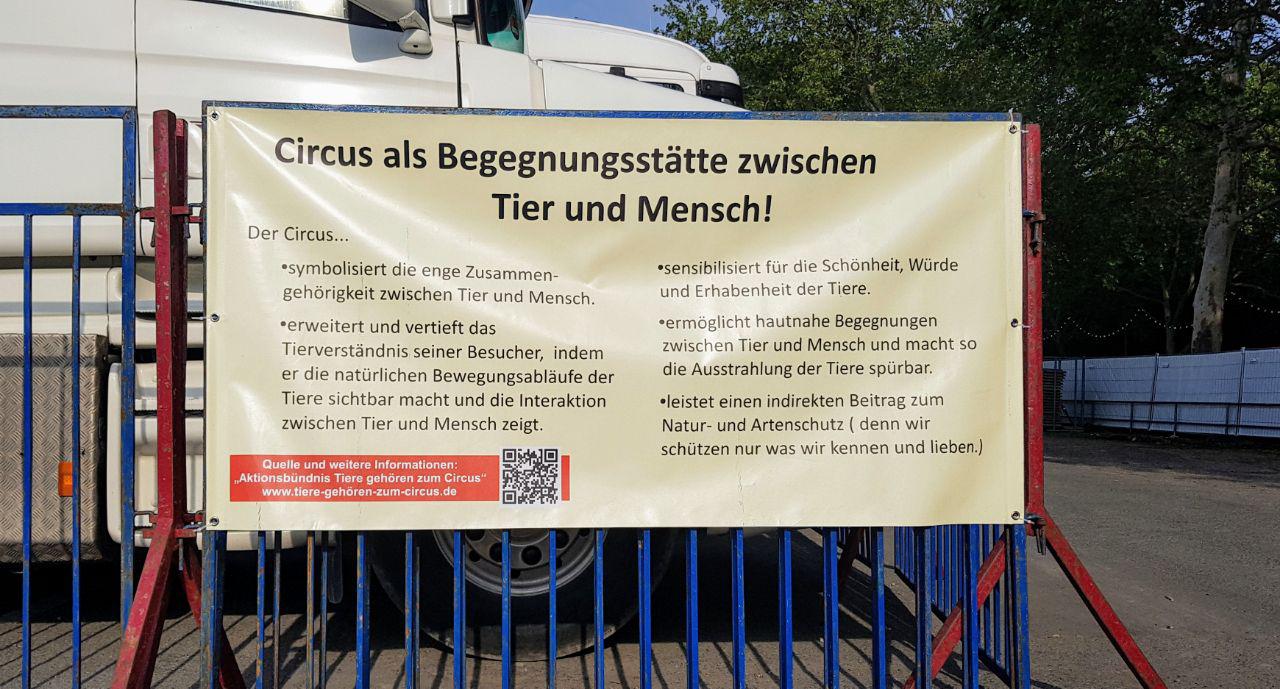 Circus als Begegnungsstätte zwischen
Tier und Mensch!
Der Circus...
•symbolisiert die enge Zusammen-
gehörigkeit zwischen Tier und Mensch.
•erweitert und vertieft das
Tierverständnis seiner Besucher, indem
er die natürlichen Bewegungsabläufe der
Tiere sichtbar macht und die Interaktion
zwischen Tier und Mensch zeigt.
•sensibilisiert für die Schönheit, Würde
und Erhabenheit der Tiere.
•ermöglicht hautnahe Begegnungen
zwischen Tier und Mensch und macht so
die Ausstrahlung der Tiere spürbar.
•leistet einen indirekten Beitrag zum
Natur- und Artenschutz ( denn wir
schützen nur was wir kennen und lieben.)
Quelle und weitere Informationen:
„Aktionsbündnis Tiere gehören zum Circus“
www.tiere-gehören-zum-circus.de